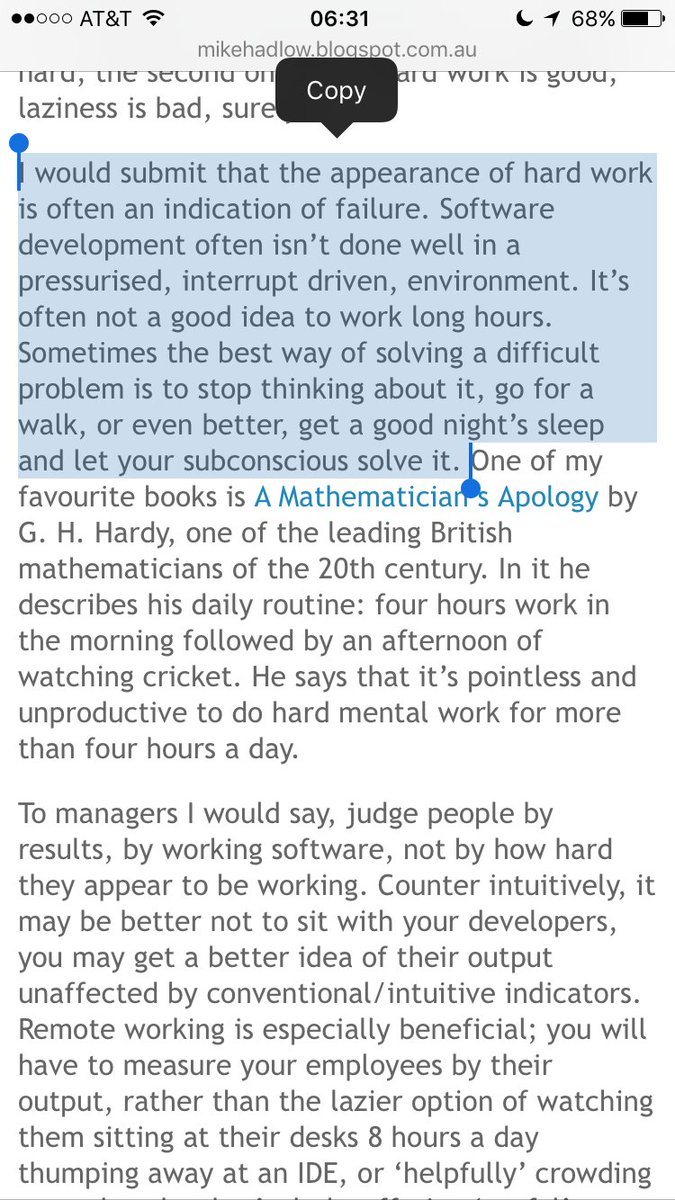 AT&T 06:31 68%
mikehadlow.blogspot.com.au
hard, the second on ard work is good,
laziness is bad, sure
Copy
I would submit that the appearance of hard work
is often an indication of failure. Software
development often isn’t done well in a
pressurised, interrupt driven, environment. It’s
often not a good idea to work long hours.
Sometimes the best way of solving a difficult
problem is to stop thinking about it, go for a
walk, or even better, get a good night’s sleep
and let your subconscious solve it. One of my
favourite books is A Mathematician’s Apology by
G. H. Hardy, one of the leading British
mathematicians of the 20th century. In it he
describes his daily routine: four hours work in
the morning followed by an afternoon of
watching cricket. He says that it’s pointless and
unproductive to do hard mental work for more
than four hours a day.
To managers I would say, judge people by
results, by working software, not by how hard
they appear to be working. Counter intuitively, it
may be better not to sit with your developers,
you may get a better idea of their output
unaffected by conventional/intuitive indicators.
Remote working is especially beneficial; you will
have to measure your employees by their
output, rather than the lazier option of watching
them sitting at their desks 8 hours a day
thumping away at an IDE, or ‘helpfully’ crowding